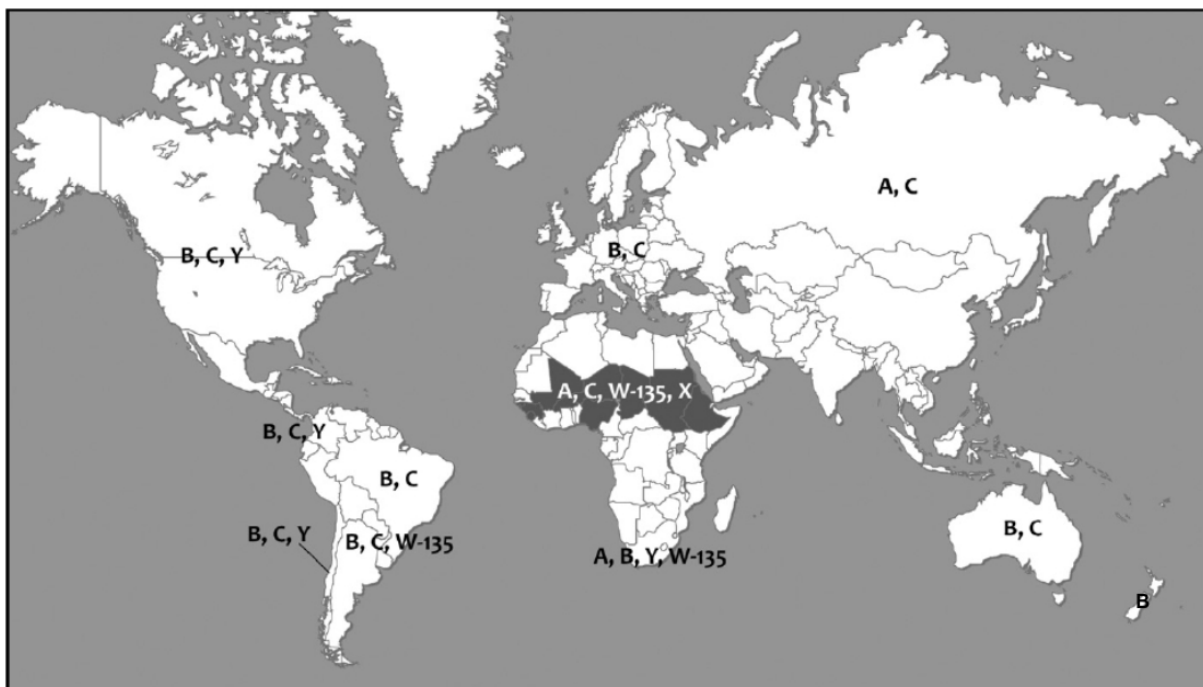 A, C
B, C, Y
B, C
A, C, W-135, X
B, C, Y
B, C
B, C, Y
B, C, W-135
A, B, Y, W-135
B, C
B